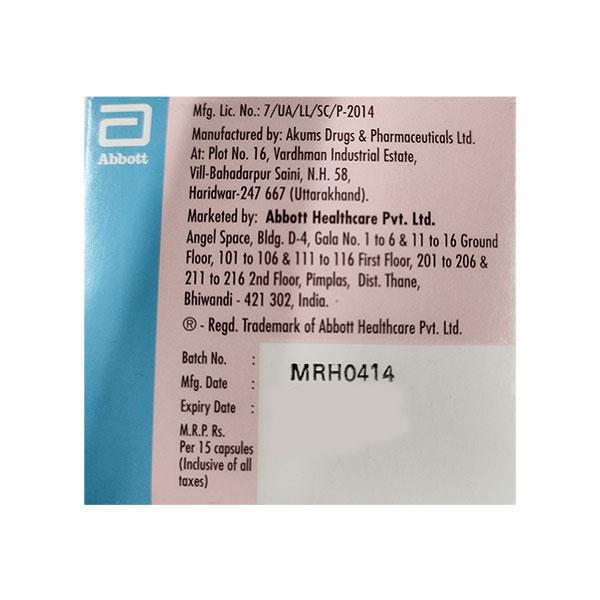 Abbott
Mfg. Lic. No.: 7/UA/LL/SC/P-2014
Manufactured by: Akums Drugs & Pharmaceuticals Ltd.
At: Plot No. 16, Vardhman Industrial Estate,
Vill-Bahadarpur Saini, N.H. 58,
Haridwar-247 667 (Uttarakhand).
Marketed by: Abbott Healthcare Pvt. Ltd.
Angel Space, Bldg. D-4, Gala No. 1 to 6 & 11 to 16 Ground
Floor, 101 to 106 & 111 to 116 First Floor, 201 to 206 &
211 to 216 2nd Floor, Pimplas, Dist. Thane,
Bhiwandi - 421 302, India.
® - Regd. Trademark of Abbott Healthcare Pvt. Ltd.
Batch No. : MRH0414
Mfg. Date :
Expiry Date :
M.R.P. Rs.
Per 15 capsules
(Inclusive of all
taxes)